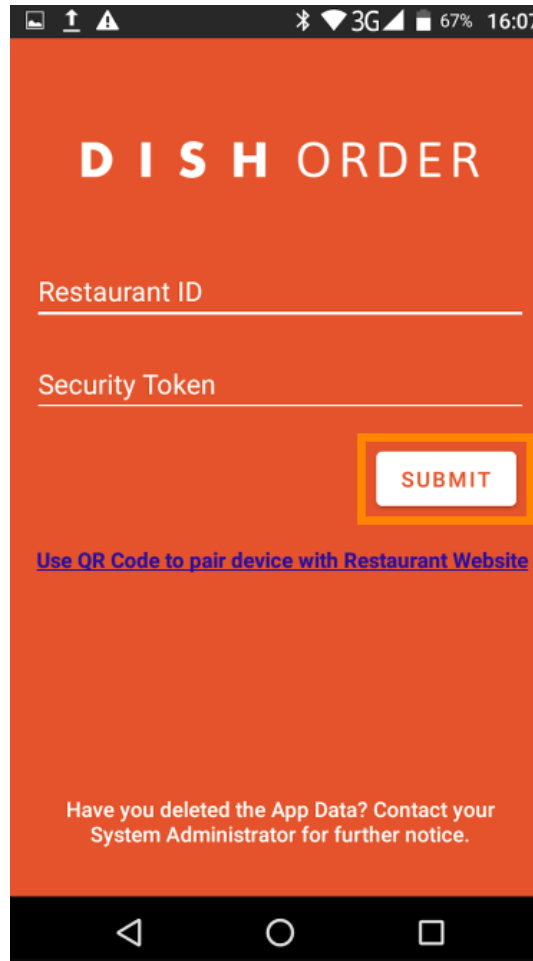 3G 67% 16:07
DISH ORDER
Restaurant ID
Security Token
SUBMIT
Use QR Code to pair device with Restaurant Website
Have you deleted the App Data? Contact your
System Administrator for further notice.